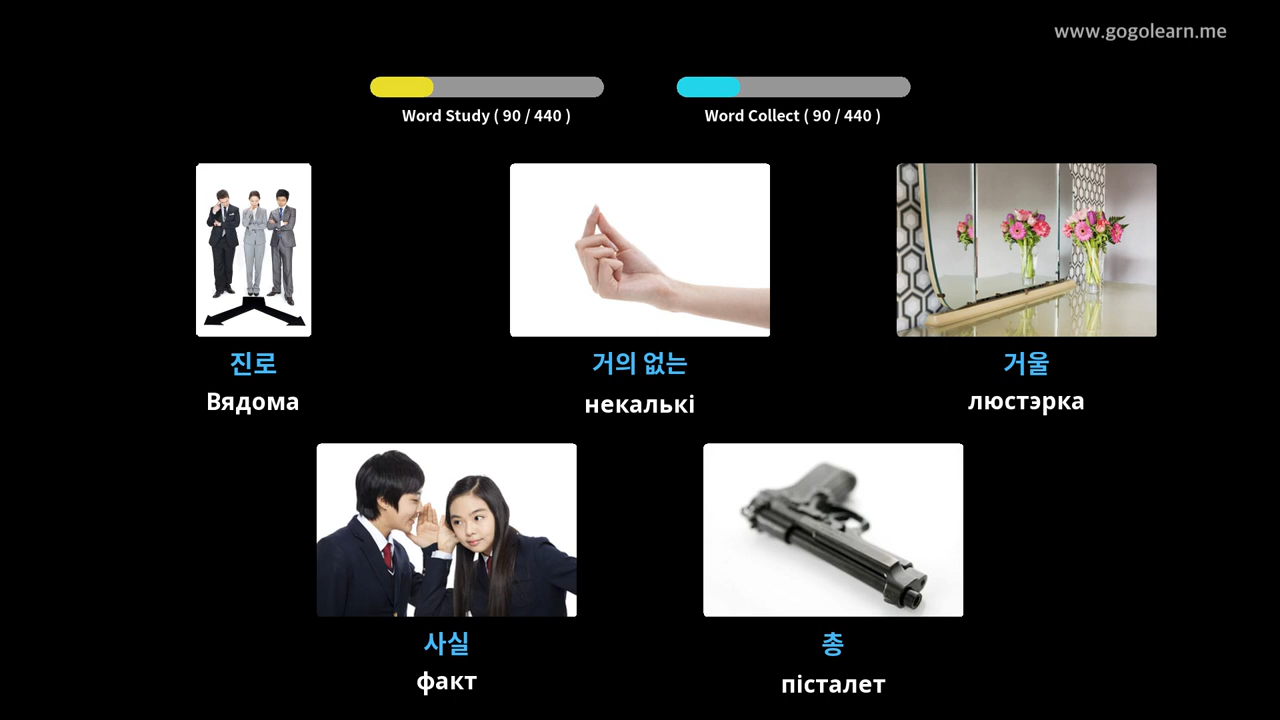 www.gogolearn.me
Word Study ( 90 / 440 )
Word Collect ( 90 / 440 )
진로
Вядома
거의 없는
некалькі
거울
люстэрка
사실
факт
총
пісталет